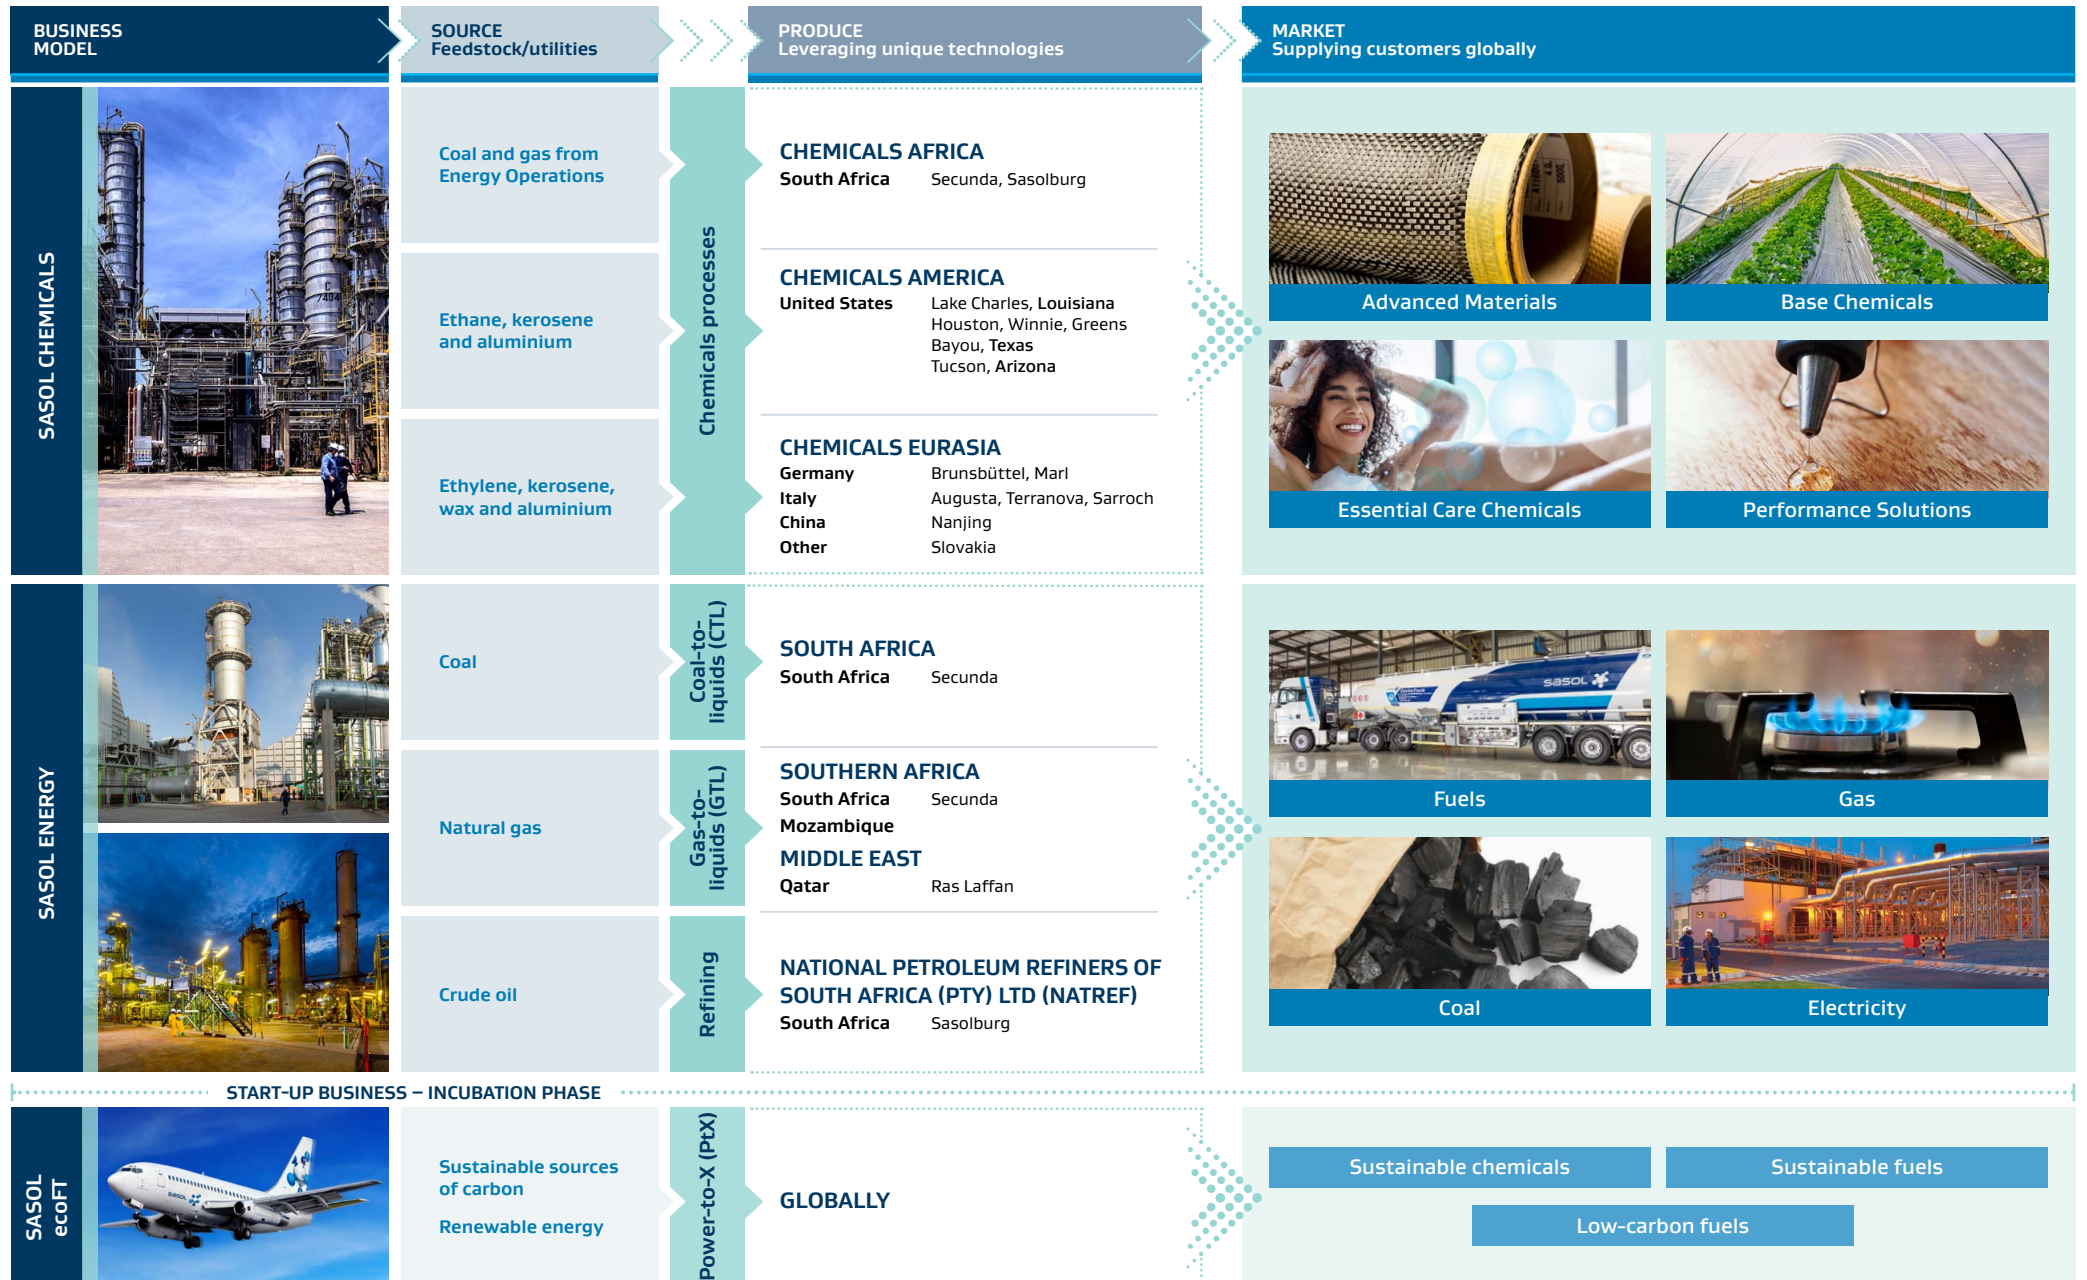 BUSINESS
MODEL
SOURCE
Feedstock/utilities
PRODUCE
Leveraging unique technologies
MARKET
Supplying customers globally
SASOL CHEMICALS
Coal and gas from
Energy Operations
Ethane, kerosene
and aluminium
Ethylene, kerosene,
wax and aluminium
Chemicals processes
CHEMICALS AFRICA
South Africa Secunda, Sasolburg
CHEMICALS AMERICA
United States Lake Charles, Louisiana
Houston, Winnie, Greens
Bayou, Texas
Tucson, Arizona
CHEMICALS EURASIA
Germany Brunsbüttel, Marl
Italy Augusta, Terranova, Sarroch
China Nanjing
Other Slovakia
Advanced Materials
Base Chemicals
Essential Care Chemicals
Performance Solutions
C
7404
SASOL ENERGY
Coal
Natural gas
Crude oil
Coal-to-
liquids (CTL)
Gas-to-
liquids (GTL)
Refining
SOUTH AFRICA
South Africa Secunda
SOUTHERN AFRICA
South Africa Secunda
Mozambique
MIDDLE EAST
Qatar Ras Laffan
NATIONAL PETROLEUM REFINERS OF
SOUTH AFRICA (PTY) LTD (NATREF)
South Africa Sasolburg
sasol
Fuels
Gas
Coal
Electricity
START-UP BUSINESS – INCUBATION PHASE
SASOL
ecoFT
sasol
Sustainable sources
of carbon
Renewable energy
Power-to-X (PtX)
GLOBALLY
Sustainable chemicals
Sustainable fuels
Low-carbon fuels